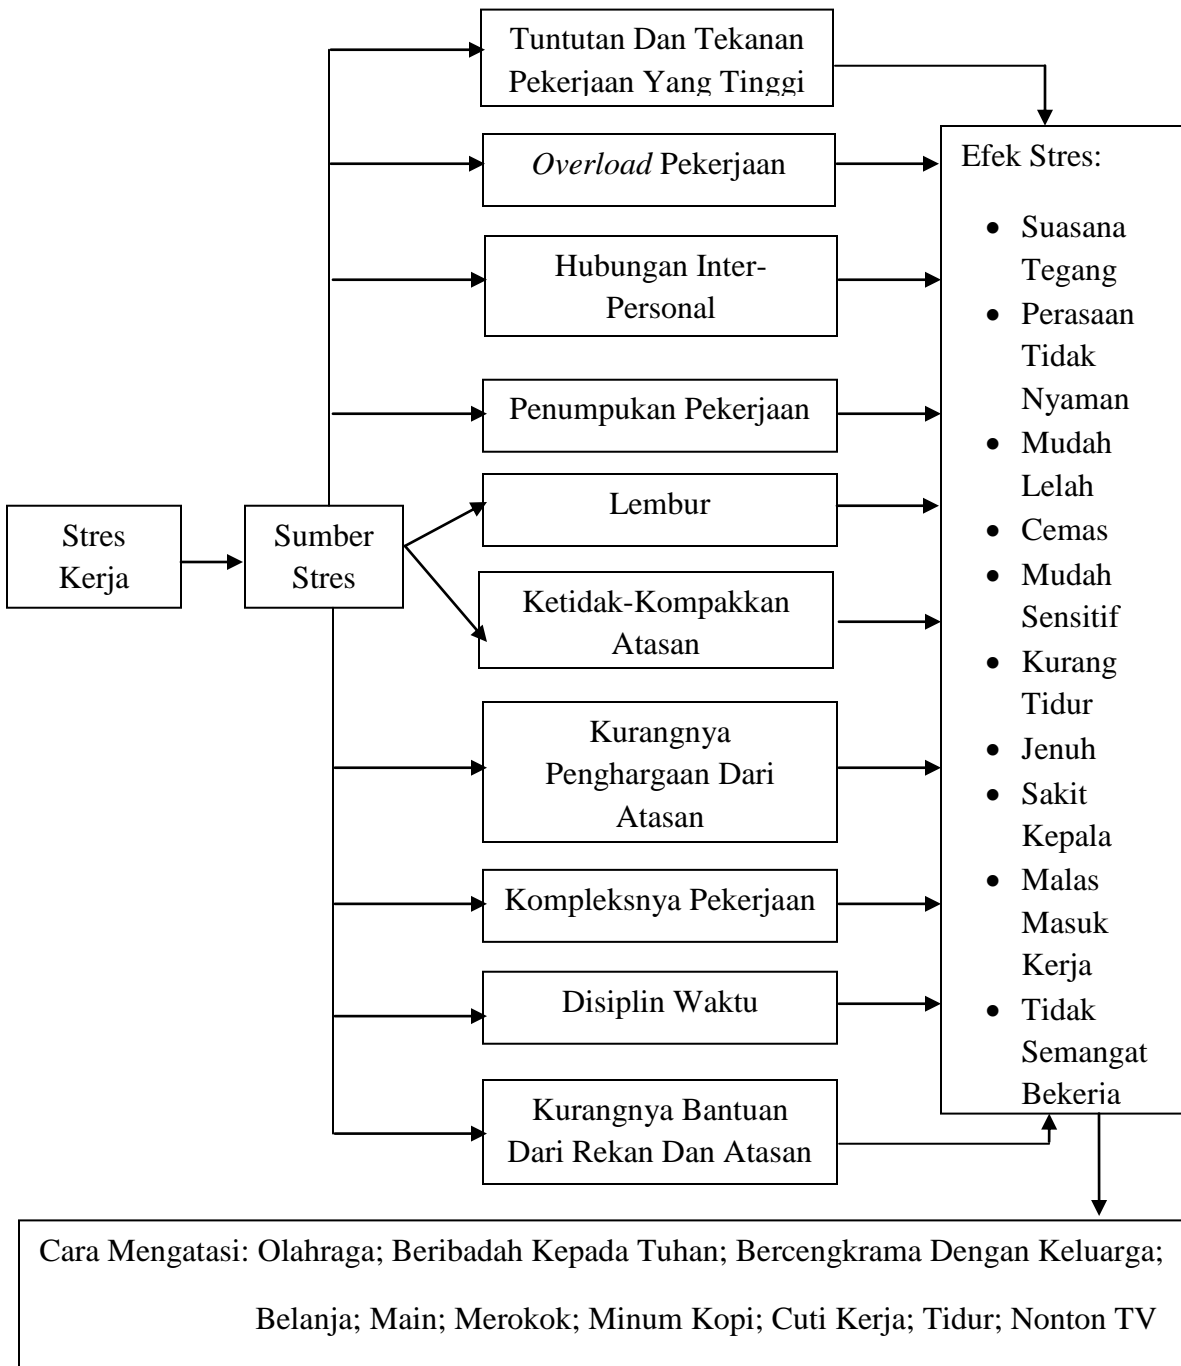 Tuntutan Dan Tekanan
Pekerjaan Yang Tinggi
Overload Pekerjaan
Hubungan Inter-
Personal
Penumpukan Pekerjaan
Lembur
Stres
Kerja
Sumber
Stres
Ketidak-Kompakkan
Atasan
Kurangnya
Penghargaan Dari
Atasan
Kompleksnya Pekerjaan
Disiplin Waktu
Kurangnya Bantuan
Dari Rekan Dan Atasan
Efek Stres:
• Suasana
Tegang
• Perasaan
Tidak
Nyaman
• Mudah
Lelah
• Cemas
• Mudah
Sensitif
• Kurang
Tidur
• Jenuh
• Sakit
Kepala
• Malas
Masuk
Kerja
• Tidak
Semangat
Bekerja
Cara Mengatasi: Olahraga; Beribadah Kepada Tuhan; Bercengkrama Dengan Keluarga;
Belanja; Main; Merokok; Minum Kopi; Cuti Kerja; Tidur; Nonton TV